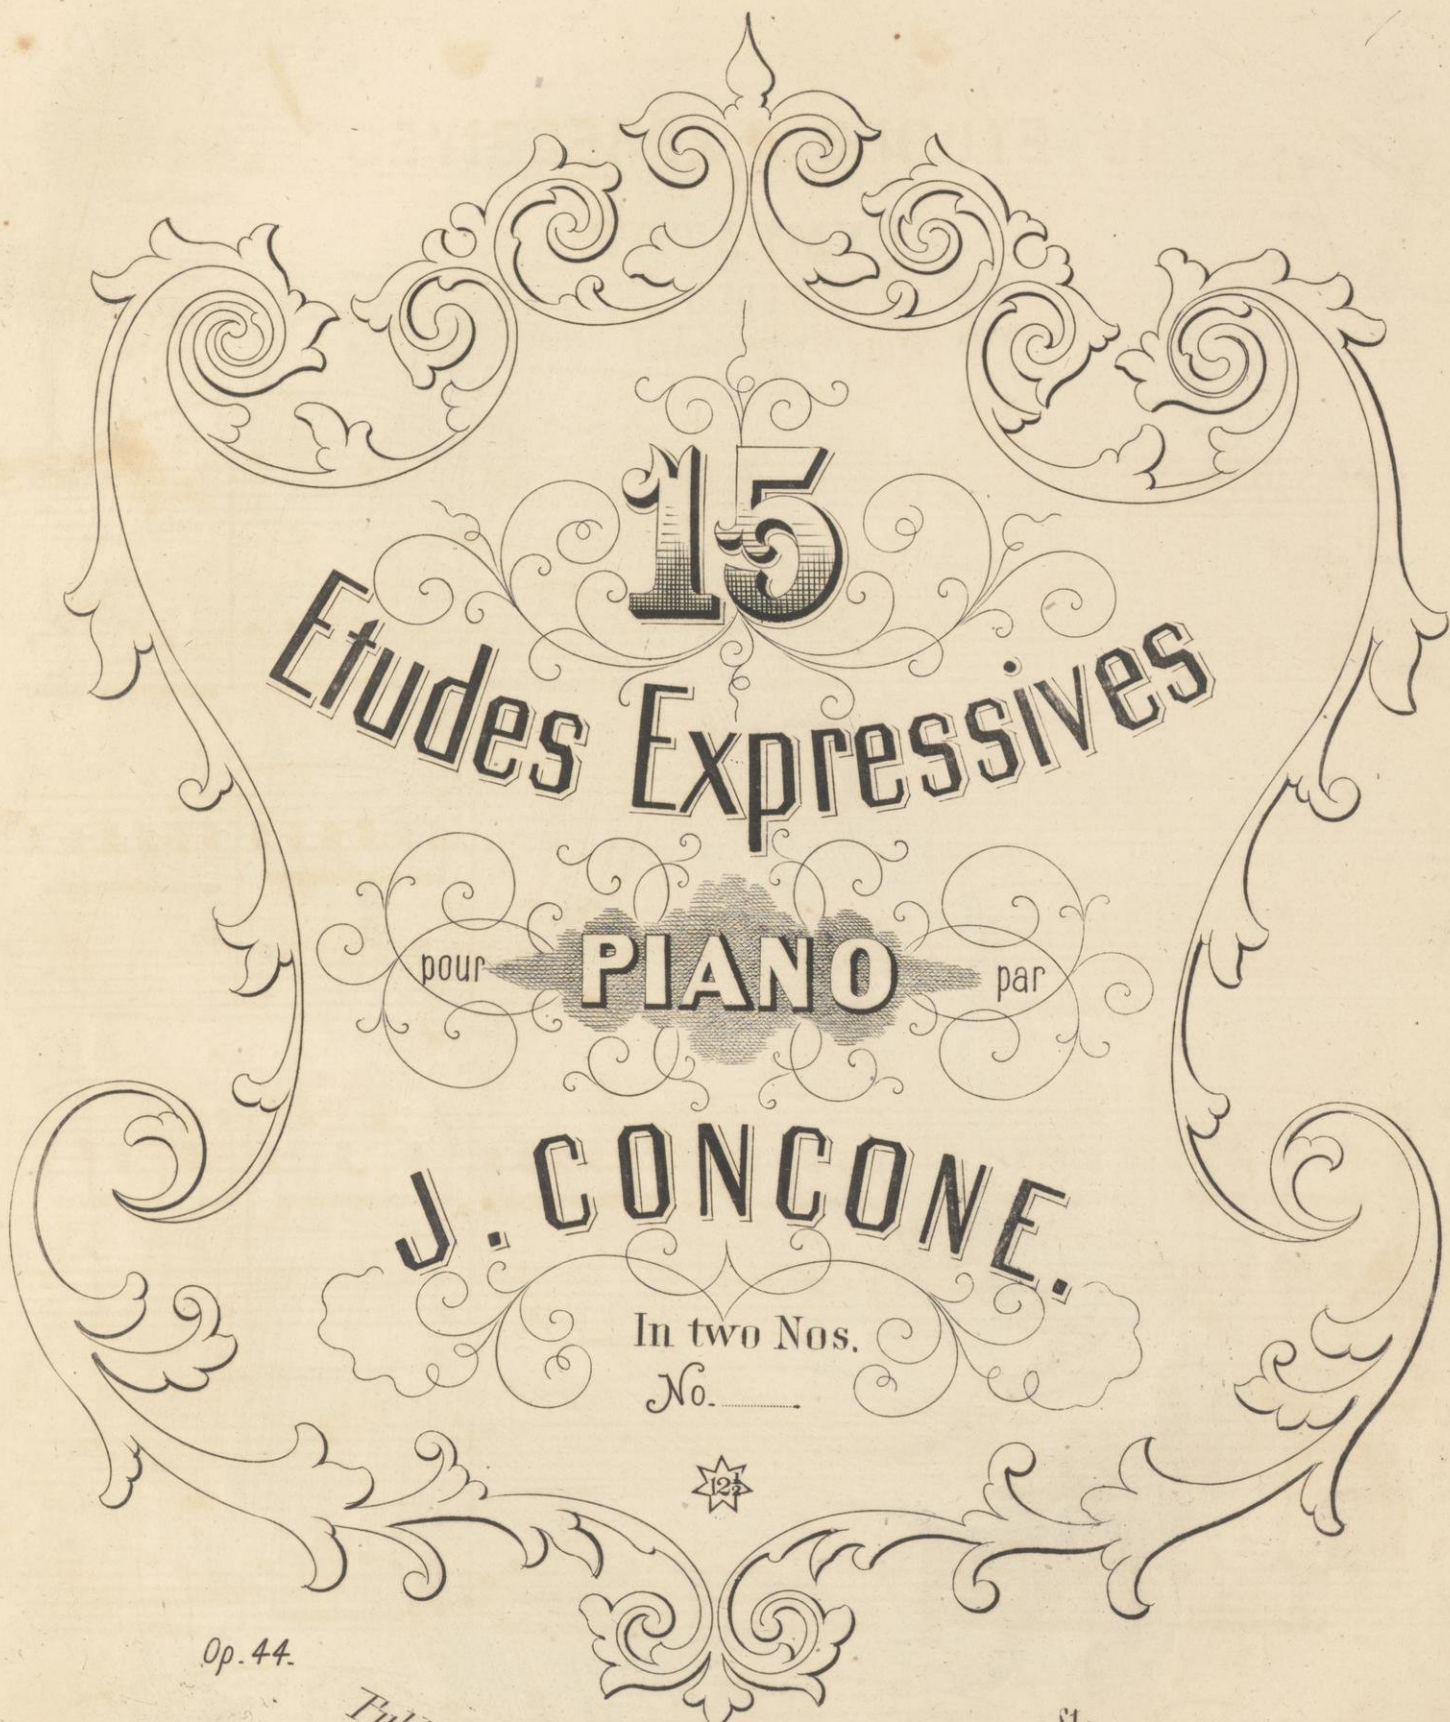 15
Etudes Expressives
pour PIANO par
J. CONCONE.
In two Nos.
No.
12½
Op. 44.